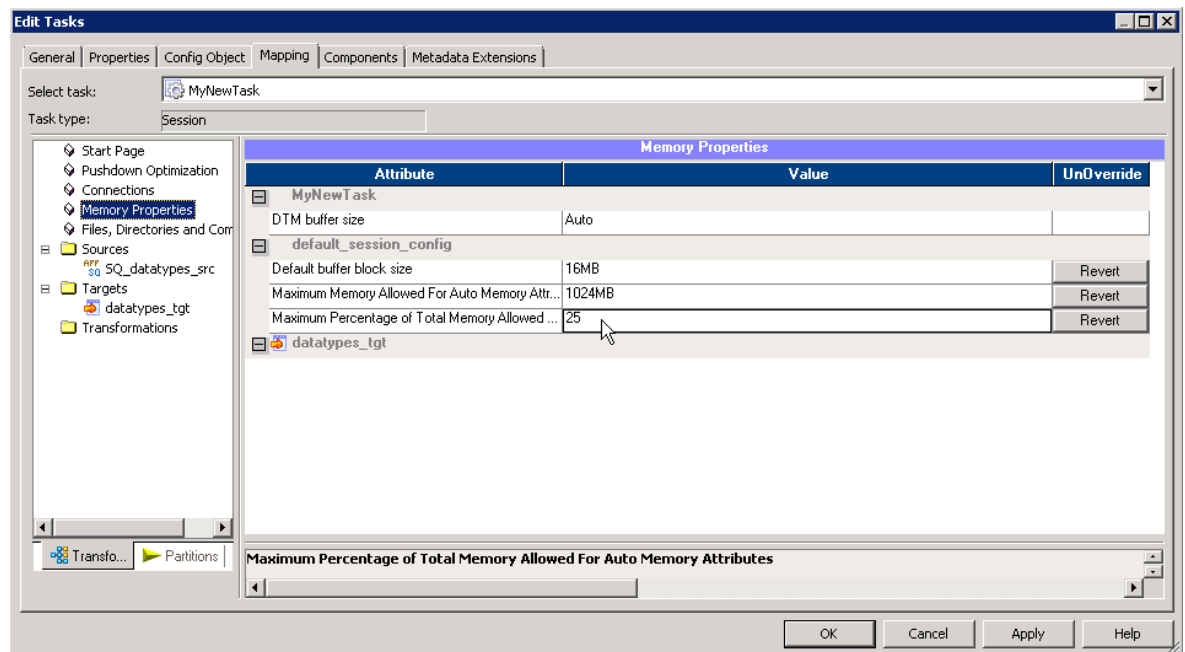 Edit Tasks
General Properties Config Object Mapping Components Metadata Extensions
Select task: MyNewTask
Task type: Session
Start Page
Pushdown Optimization
Connections
Memory Properties
Files, Directories and Com
Sources
SQ_datatypes_src
Targets
datatypes_tgt
Transformations
Transfo... Partitions
Memory Properties
Attribute Value UnOverride
MyNewTask
DTM buffer size Auto
default_session_config
Default buffer block size 16MB Revert
Maximum Memory Allowed For Auto Memory Attr... 1024MB Revert
Maximum Percentage of Total Memory Allowed ... 25 Revert
datatypes_tgt
Maximum Percentage of Total Memory Allowed For Auto Memory Attributes
OK Cancel Apply Help